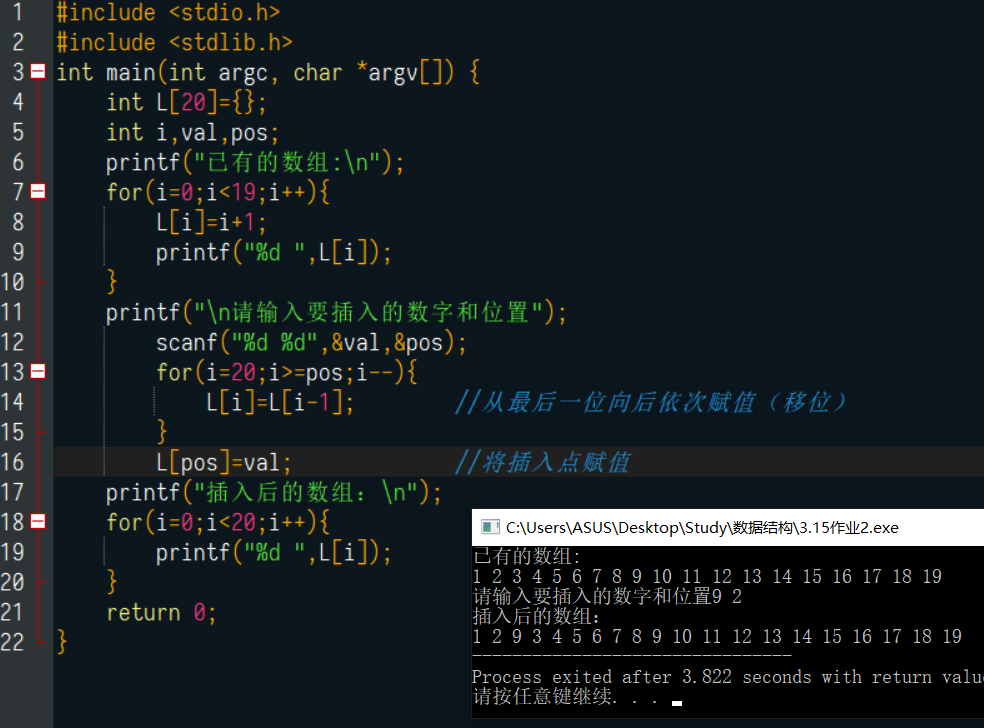 1 #include <stdio.h>
2 #include <stdlib.h>
3 int main(int argc, char *argv[]) {
4 int L[20]={};
5 int i,val,pos;
6 printf("已有的数组:\n");
7 for(i=0;i<19;i++){
8 L[i]=i+1;
9 printf("%d ",L[i]);
10 }
11 printf("\n请输入要插入的数字和位置");
12 scanf("%d %d",&val,&pos);
13 for(i=20;i>=pos;i--){
14 L[i]=L[i-1]; //从最后一位向后依次赋值（移位）
15 }
16 L[pos]=val; //将插入点赋值
17 printf("插入后的数组：\n");
18 for(i=0;i<20;i++){
19 printf("%d ",L[i]);
20 }
21 return 0;
22 }
C:\Users\ASUS\Desktop\Study\数据结构\3.15作业2.exe
已有的数组:
1 2 3 4 5 6 7 8 9 10 11 12 13 14 15 16 17 18 19
请输入要插入的数字和位置9 2
插入后的数组：
1 2 9 3 4 5 6 7 8 9 10 11 12 13 14 15 16 17 18 19
--------------------------------
Process exited after 3.822 seconds with return valu
请按任意键继续. . .